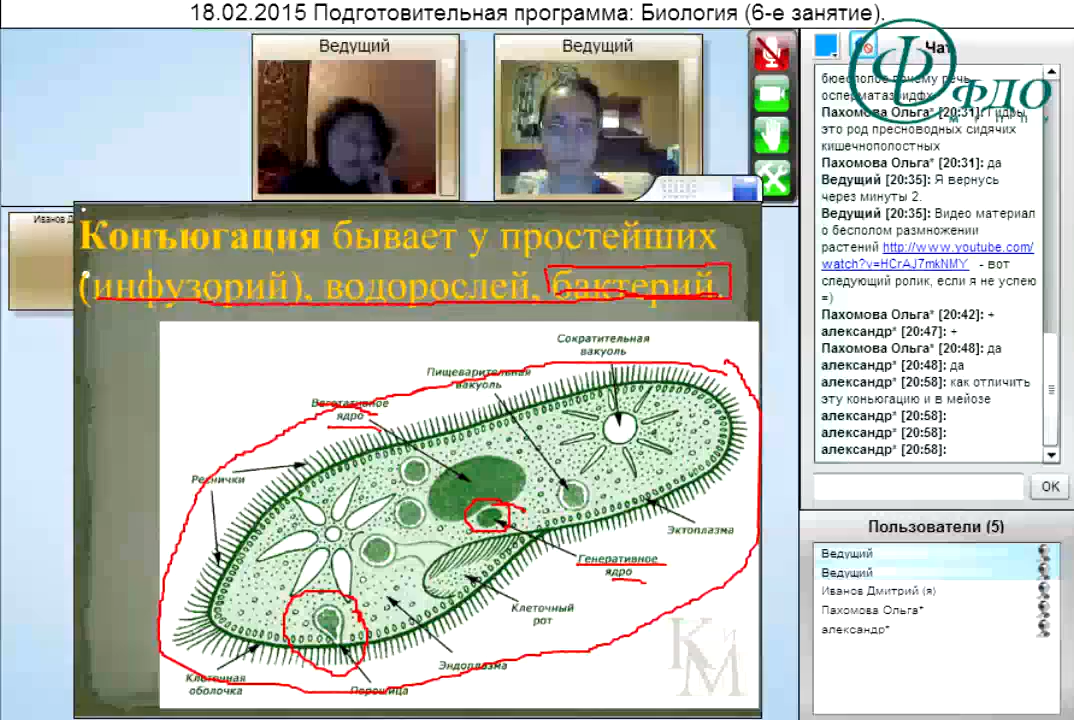 18.02.2015 Подготовительная программа: Биология (6-е занятие).
Ведущий
Ведущий
Чат
ФДО
Иванов Д
Конъюгация бывает у простейших
(инфузорий), водорослей, бактерий.
Сократительная
вакуоль
Пищеварительная
вакуоль
Вегетативное
ядро
Реснички
Эктоплазма
Генеративное
ядро
Клеточный
рот
Эндоплазма
Клеточная
оболочка
Порошица
К и М
почему речь
Пахомова Ольга* [20:31]: Гидры
это род пресноводных сидячих
кишечнополостных
Пахомова Ольга* [20:31]: да
Ведущий [20:35]: Я вернусь
через минуты 2.
Ведущий [20:35]: Видео материал
о бесполом размножении
растений http://www.youtube.com/
watch?v=HCrAJ7mkNMY - вот
следующий ролик, если я не успею
=)
Пахомова Ольга* [20:42]: +
александр* [20:47]: +
Пахомова Ольга* [20:48]: да
александр* [20:48]: да
александр* [20:58]: как отличить
эту коньюгацию и в мейозе
александр* [20:58]:
александр* [20:58]:
александр* [20:58]:
OK
Пользователи (5)
Ведущий
Ведущий
Иванов Дмитрий (я)
Пахомова Ольга*
александр*